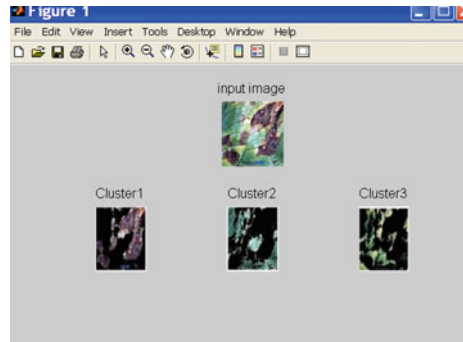 Figure 1
File Edit View Insert Tools Desktop Window Help
input image
Cluster1 Cluster2 Cluster3